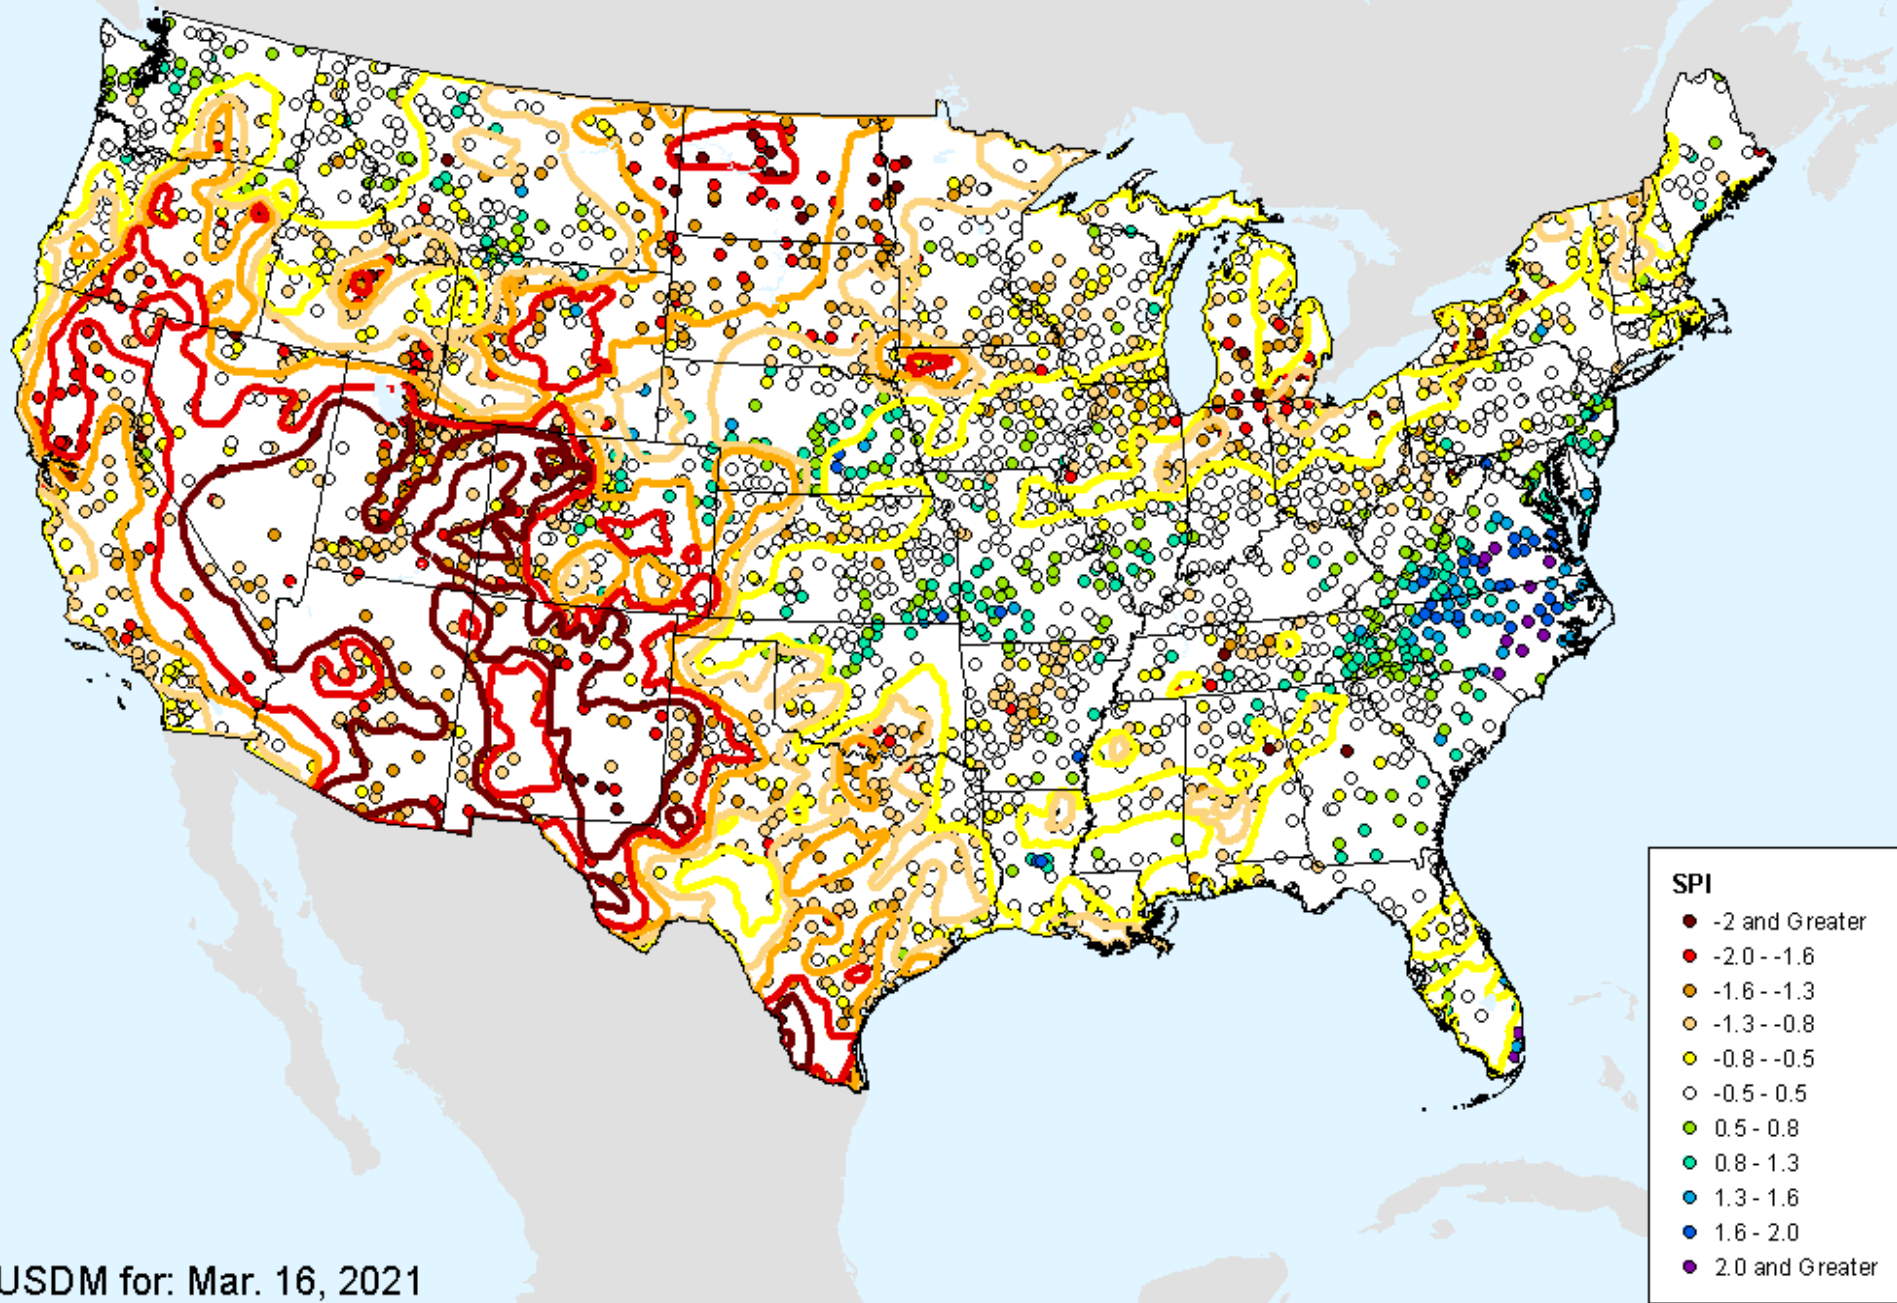 SPI
-2 and Greater
-2.0 - -1.6
-1.6 - -1.3
-1.3 - -0.8
-0.8 - -0.5
-0.5 - 0.5
0.5 - 0.8
0.8 - 1.3
1.3 - 1.6
1.6 - 2.0
2.0 and Greater
USDM for: Mar. 16, 2021